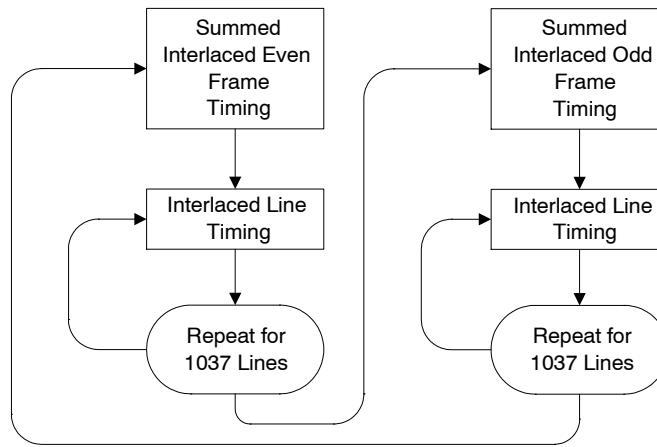 Summed
Interlaced Even
Frame
Timing
Interlaced Line
Timing
Repeat for
1037 Lines
Summed
Interlaced Odd
Frame
Timing
Interlaced Line
Timing
Repeat for
1037 Lines